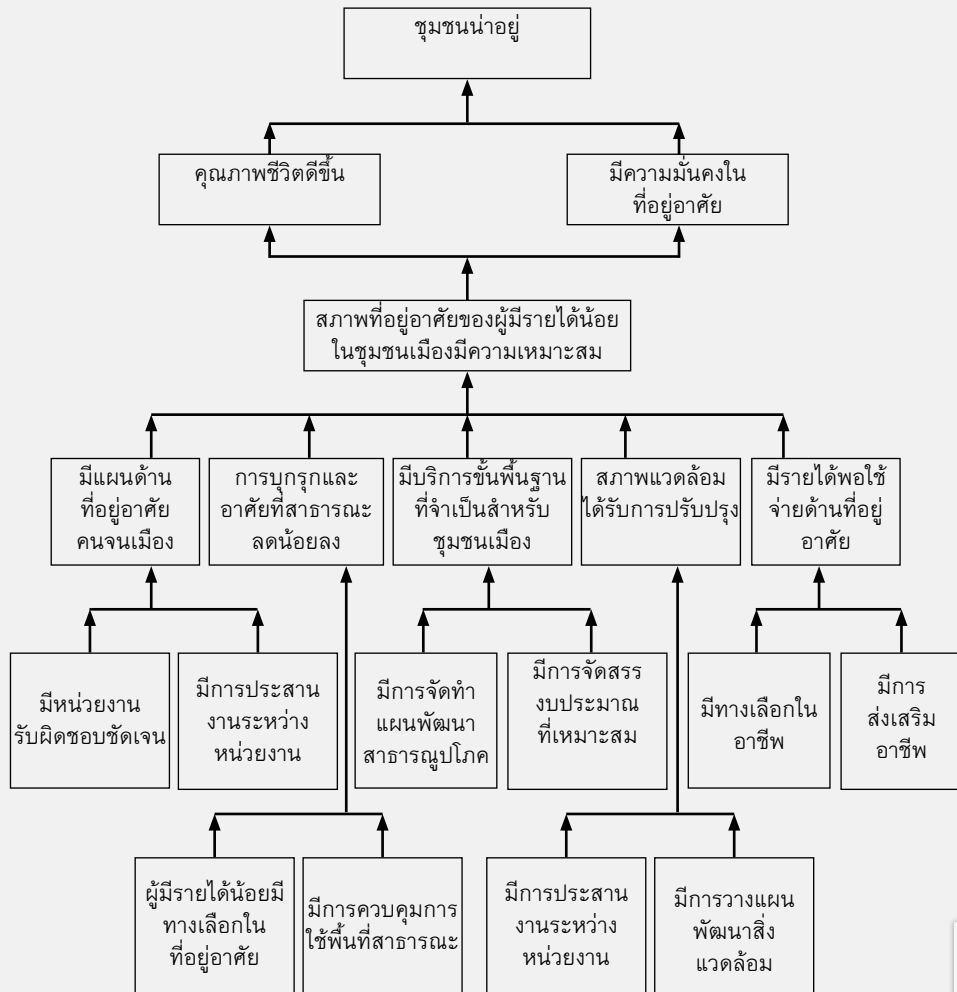 ชุมชนน่าอยู่
คุณภาพชีวิตดีขึ้น
มีความมั่นคงใน
ที่อยู่อาศัย
สภาพที่อยู่อาศัยของผู้มีรายได้น้อย
ในชุมชนเมืองมีความเหมาะสม
มีแผนด้าน
ที่อยู่อาศัย
คนจนเมือง
การบุกรุกและ
อาศัยที่สาธารณะ
ลดน้อยลง
มีบริการขั้นพื้นฐาน
ที่จำเป็นสำหรับ
ชุมชนเมือง
สภาพแวดล้อม
ได้รับการปรับปรุง
มีรายได้พอใช้
จ่ายด้านที่อยู่
อาศัย
มีหน่วยงาน
รับผิดชอบชัดเจน
มีการประสาน
งานระหว่าง
หน่วยงาน
มีการจัดทำ
แผนพัฒนา
สาธารณูปโภค
มีการจัดสรร
งบประมาณ
ที่เหมาะสม
มีทางเลือกใน
อาชีพ
มีการ
ส่งเสริม
อาชีพ
ผู้มีรายได้น้อยมี
ทางเลือกใน
ที่อยู่อาศัย
มีการควบคุมการ
ใช้พื้นที่สาธารณะ
มีการประสาน
งานระหว่าง
หน่วยงาน
มีการวางแผน
พัฒนาสิ่ง
แวดล้อม